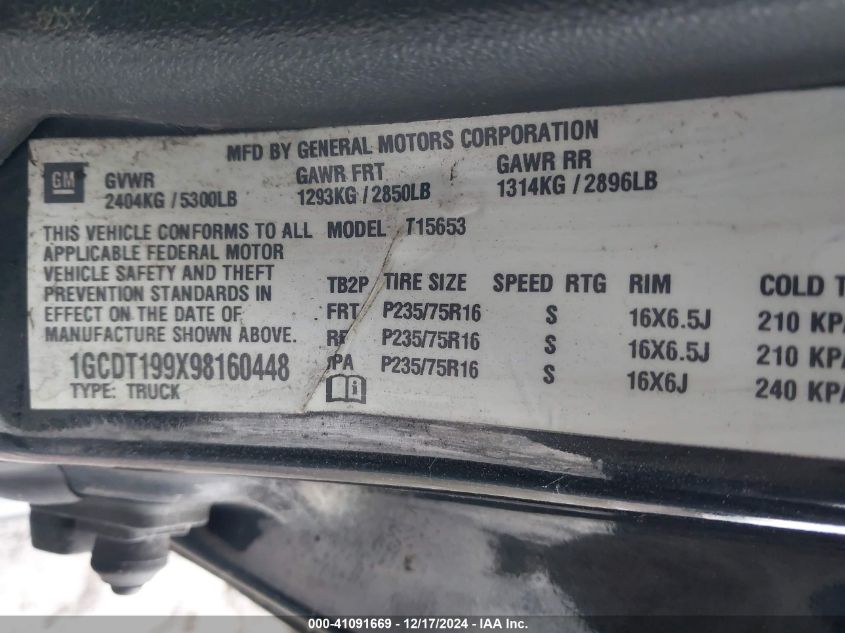 MFD BY GENERAL MOTORS CORPORATION
GM
GVWR GAWR FRT GAWR RR
2404KG / 5300LB 1293KG / 2850LB 1314KG / 2896LB
THIS VEHICLE CONFORMS TO ALL MODEL T15653
APPLICABLE FEDERAL MOTOR
VEHICLE SAFETY AND THEFT
PREVENTION STANDARDS IN
EFFECT ON THE DATE OF
MANUFACTURE SHOWN ABOVE.
1GCDT199X98160448
TYPE: TRUCK
TB2P TIRE SIZE SPEED RTG RIM COLD T
FRT P235/75R16 S 16X6.5J 210 KPA
RR P235/75R16 S 16X6.5J 210 KPA
SPA P235/75R16 S 16X6J 240 KPA
i
000-41091669 / 12/17/2024 - IAA Inc.